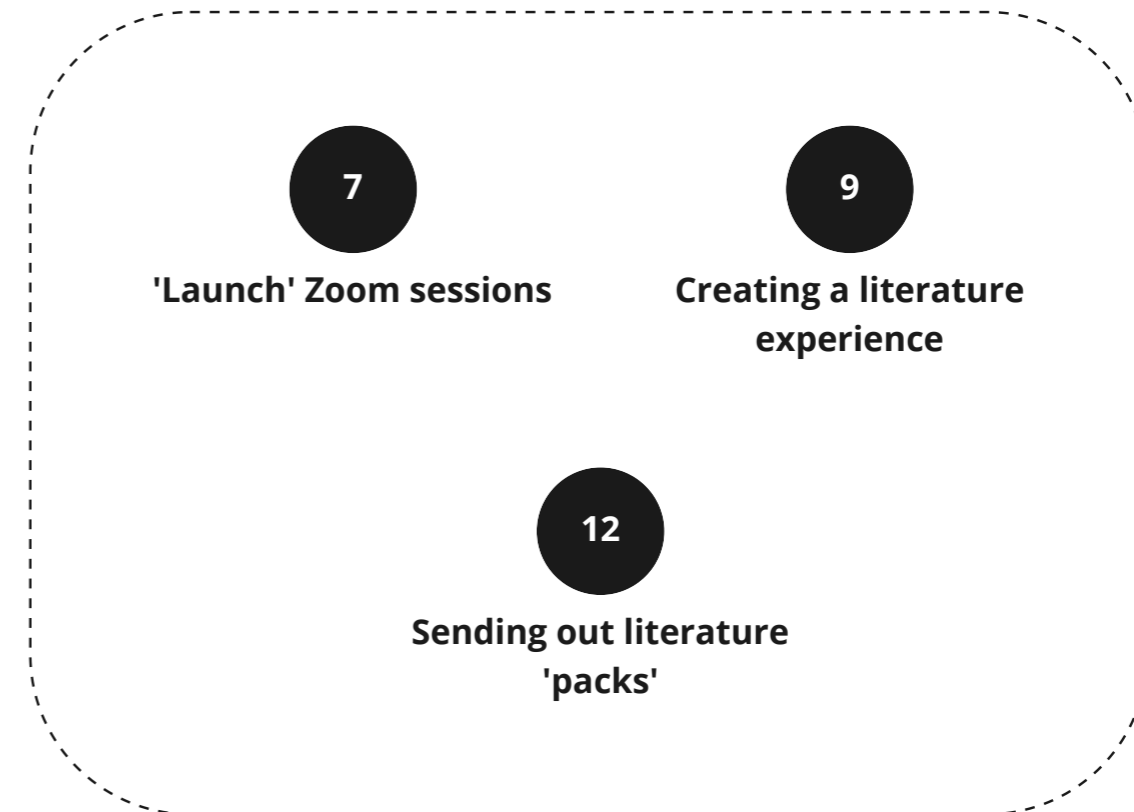 7
'Launch' Zoom sessions
9
Creating a literature
experience
12
Sending out literature
'packs'